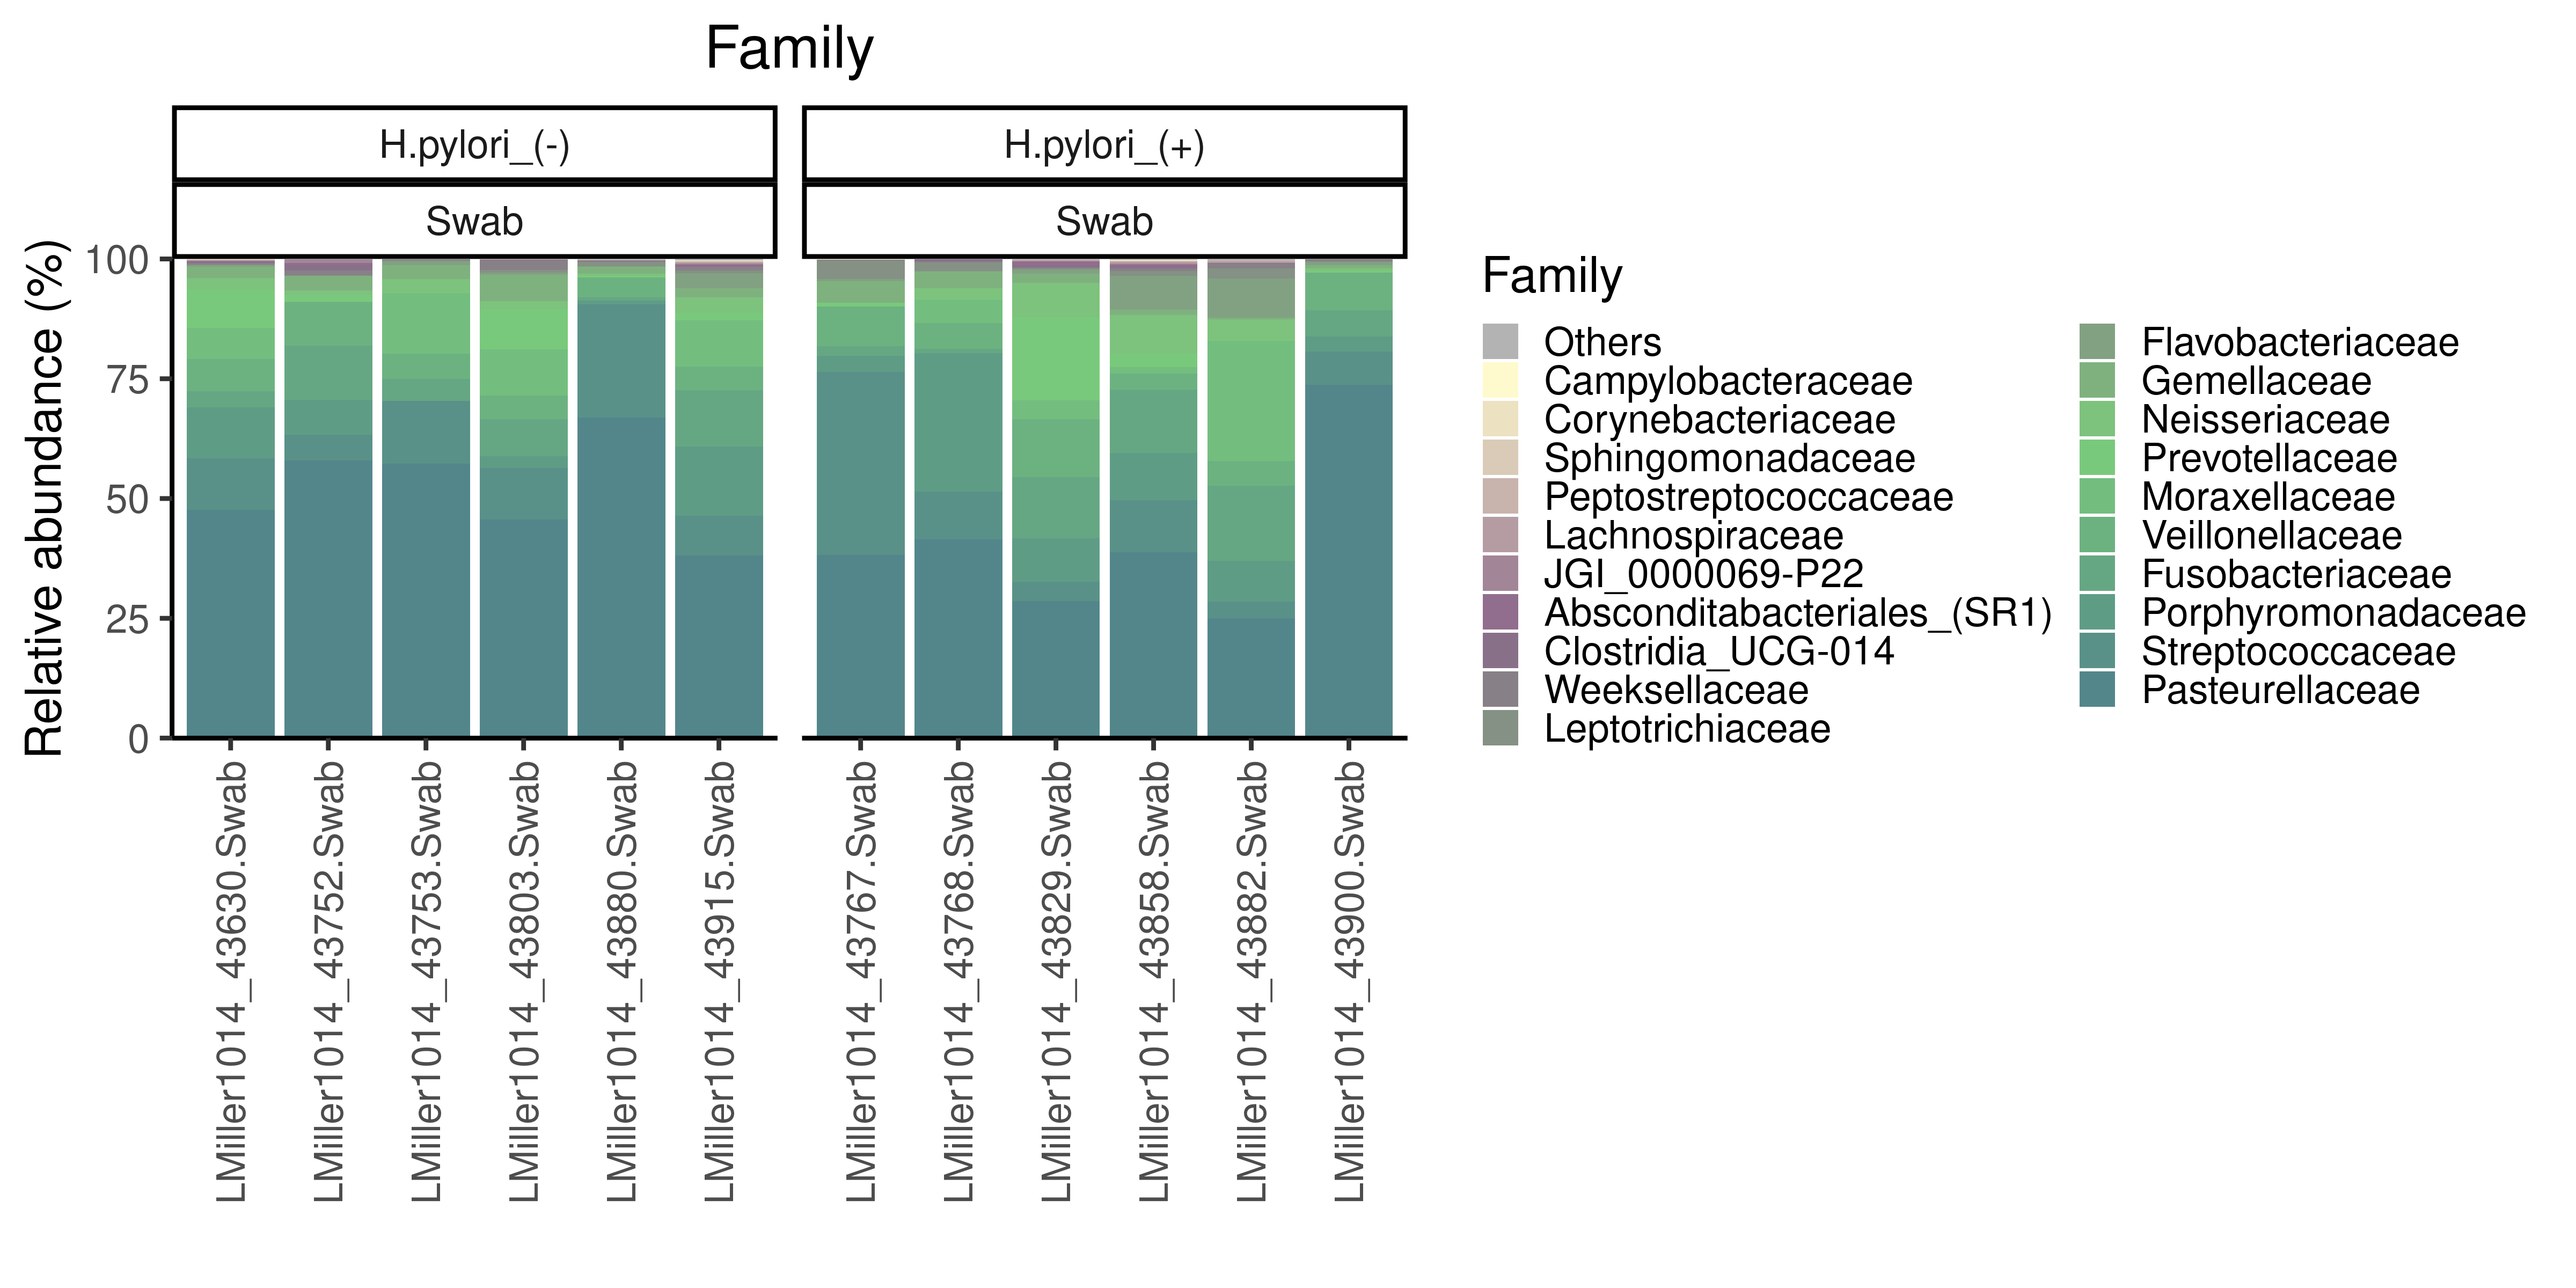 Family
H.pylori_(-)
H.pylori_(+)
Swab
Swab
Relative abundance (%)
100
75
50
25
0
LMiller1014_43630.Swab
LMiller1014_43752.Swab
LMiller1014_43753.Swab
LMiller1014_43803.Swab
LMiller1014_43880.Swab
LMiller1014_43915.Swab
LMiller1014_43767.Swab
LMiller1014_43768.Swab
LMiller1014_43829.Swab
LMiller1014_43858.Swab
LMiller1014_43882.Swab
LMiller1014_43900.Swab
Family
Others
Campylobacteraceae
Corynebacteriaceae
Sphingomonadaceae
Peptostreptococcaceae
Lachnospiraceae
JGI_0000069-P22
Absconditabacteriales_(SR1)
Clostridia_UCG-014
Weeksellaceae
Leptotrichiaceae
Flavobacteriaceae
Gemellaceae
Neisseriaceae
Prevotellaceae
Moraxellaceae
Veillonellaceae
Fusobacteriaceae
Porphyromonadaceae
Streptococcaceae
Pasteurellaceae